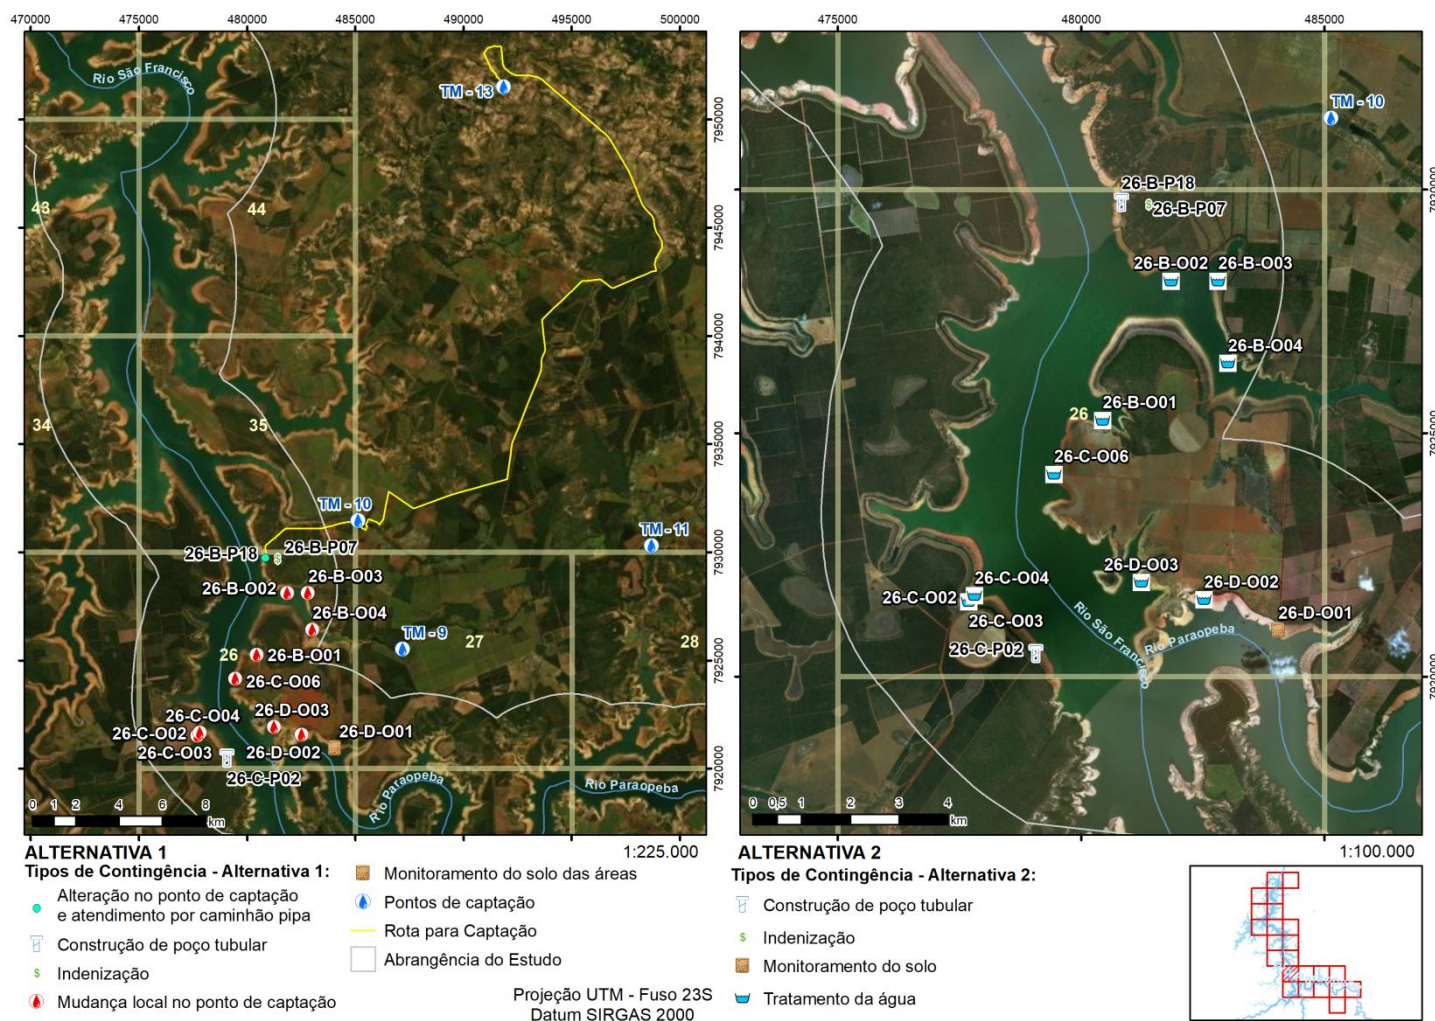 470000
475000
480000
485000
490000
495000
500000
Rio São Francisco
TM - 13
7950000
43
44
7945000
7940000
34
35
7935000
TM - 10
TM - 11
26-B-P18
26-B-P07
7930000
26-B-O02
26-B-O03
26-B-O04
TM - 9
27
28
26
26-B-O01
7925000
26-C-O06
26-C-O04
26-D-O03
26-C-O02
26-D-O01
26-C-O03
26-D-O02
26-C-P02
7920000
Rio Paraopeba
Rio Paraopeba
0 1 2 4 6 8
km
475000
480000
485000
TM - 10
26-B-P18
26-B-P07
7930000
26-B-O02
26-B-O03
26-B-O04
26
26-B-O01
7925000
26-C-O06
26-D-O03
26-C-O04
26-D-O02
26-C-O02
26-D-O01
26-C-O03
Rio São Francisco
Rio Paraopeba
26-C-P02
7920000
0 0,5 1 2 3 4
km
ALTERNATIVA 1
1:225.000
Tipos de Contingência - Alternativa 1:
Alteração no ponto de captação
e atendimento por caminhão pipa
Construção de poço tubular
Indenização
Mudança local no ponto de captação
Monitoramento do solo das áreas
Pontos de captação
Rota para Captação
Abrangência do Estudo
Projeção UTM - Fuso 23S
Datum SIRGAS 2000
ALTERNATIVA 2
1:100.000
Tipos de Contingência - Alternativa 2:
Construção de poço tubular
Indenização
Monitoramento do solo
Tratamento da água